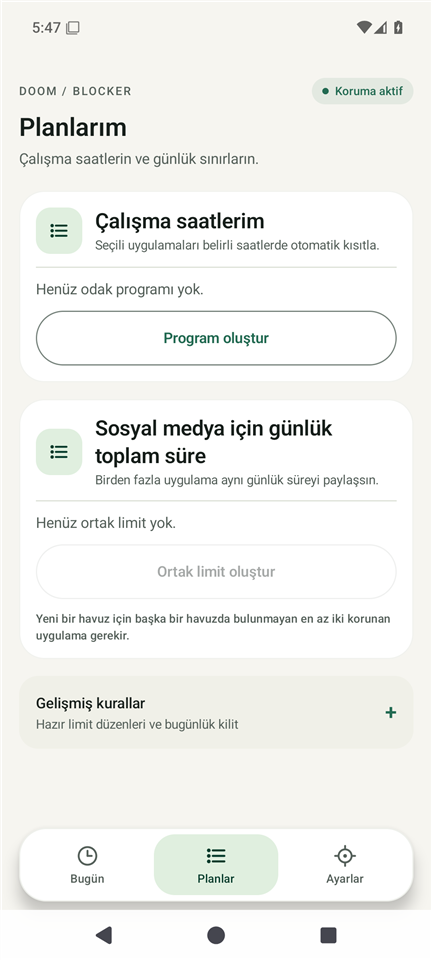 5:47
DOOM / BLOCKER
Koruma aktif
Planlarım
Çalışma saatlerin ve günlük sınırların.
Çalışma saatlerim
Seçili uygulamaları belirli saatlerde otomatik kısıtla.
Henüz odak programı yok.
Program oluştur
Sosyal medya için günlük
toplam süre
Birden fazla uygulama aynı günlük süreyi paylaşsın.
Henüz ortak limit yok.
Ortak limit oluştur
Yeni bir havuz için başka bir havuzda bulunmayan en az iki korunan
uygulama gerekir.
Gelişmiş kurallar
Hazır limit düzenleri ve bugünlük kilit
+
Bugün
Planlar
Ayarlar